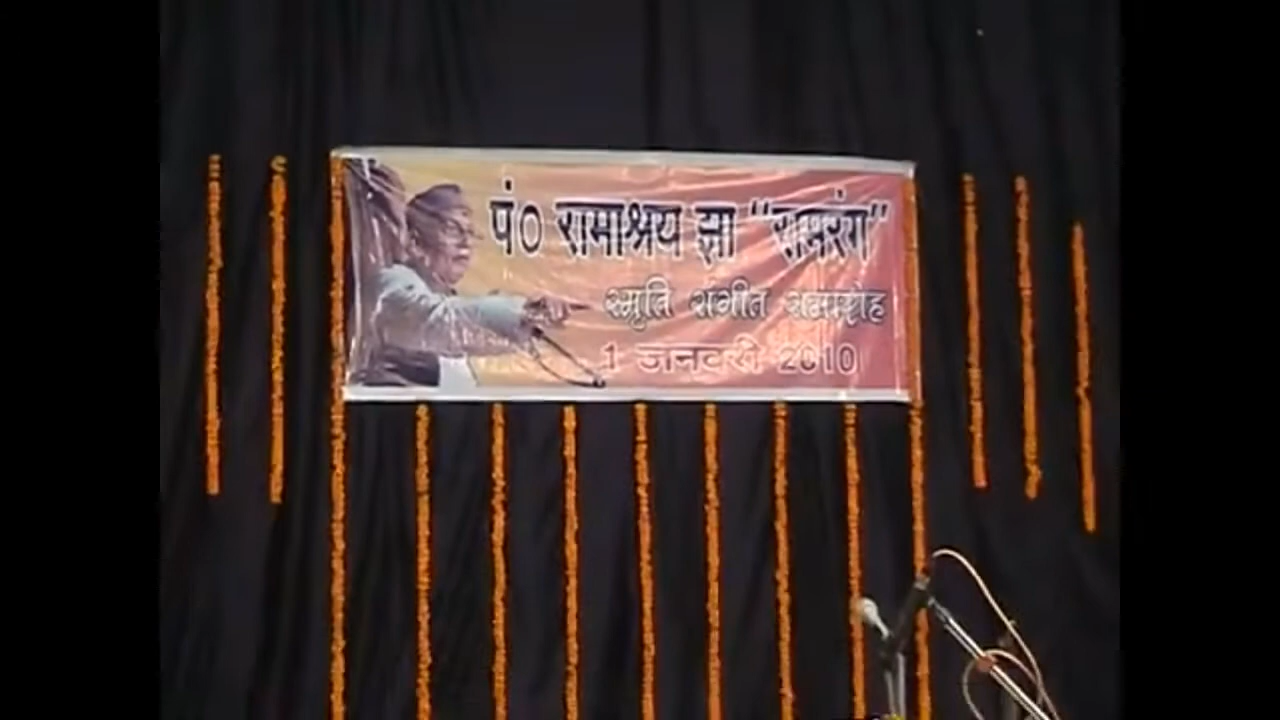 पं० रामाश्रय झा "रामरंग"
स्मृति संगीत समारोह
1 जनवरी 2010